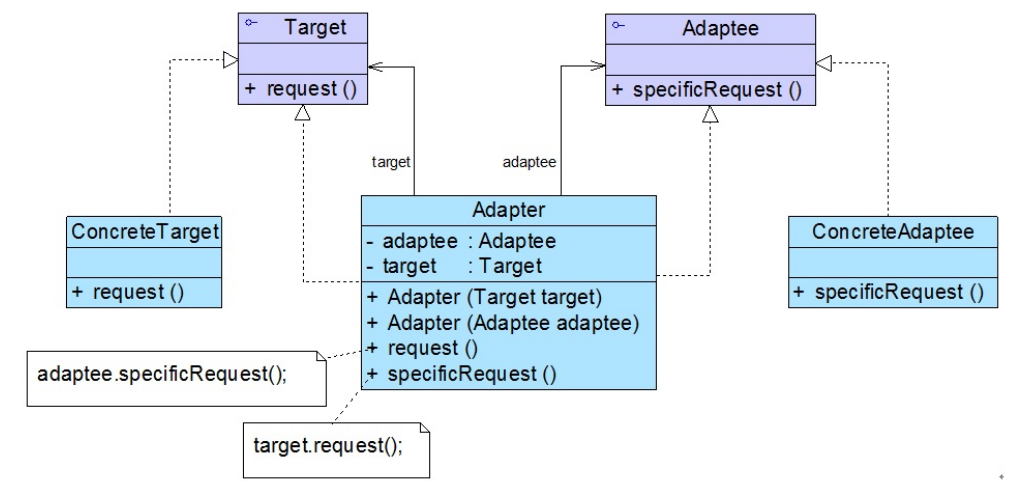 Target
+ request ()
Adaptee
+ specificRequest ()
target
adaptee
ConcreteTarget
+ request ()
Adapter
- adaptee : Adaptee
- target : Target
+ Adapter (Target target)
+ Adapter (Adaptee adaptee)
+ request ()
+ specificRequest ()
ConcreteAdaptee
+ specificRequest ()
adaptee.specificRequest();
target.request();